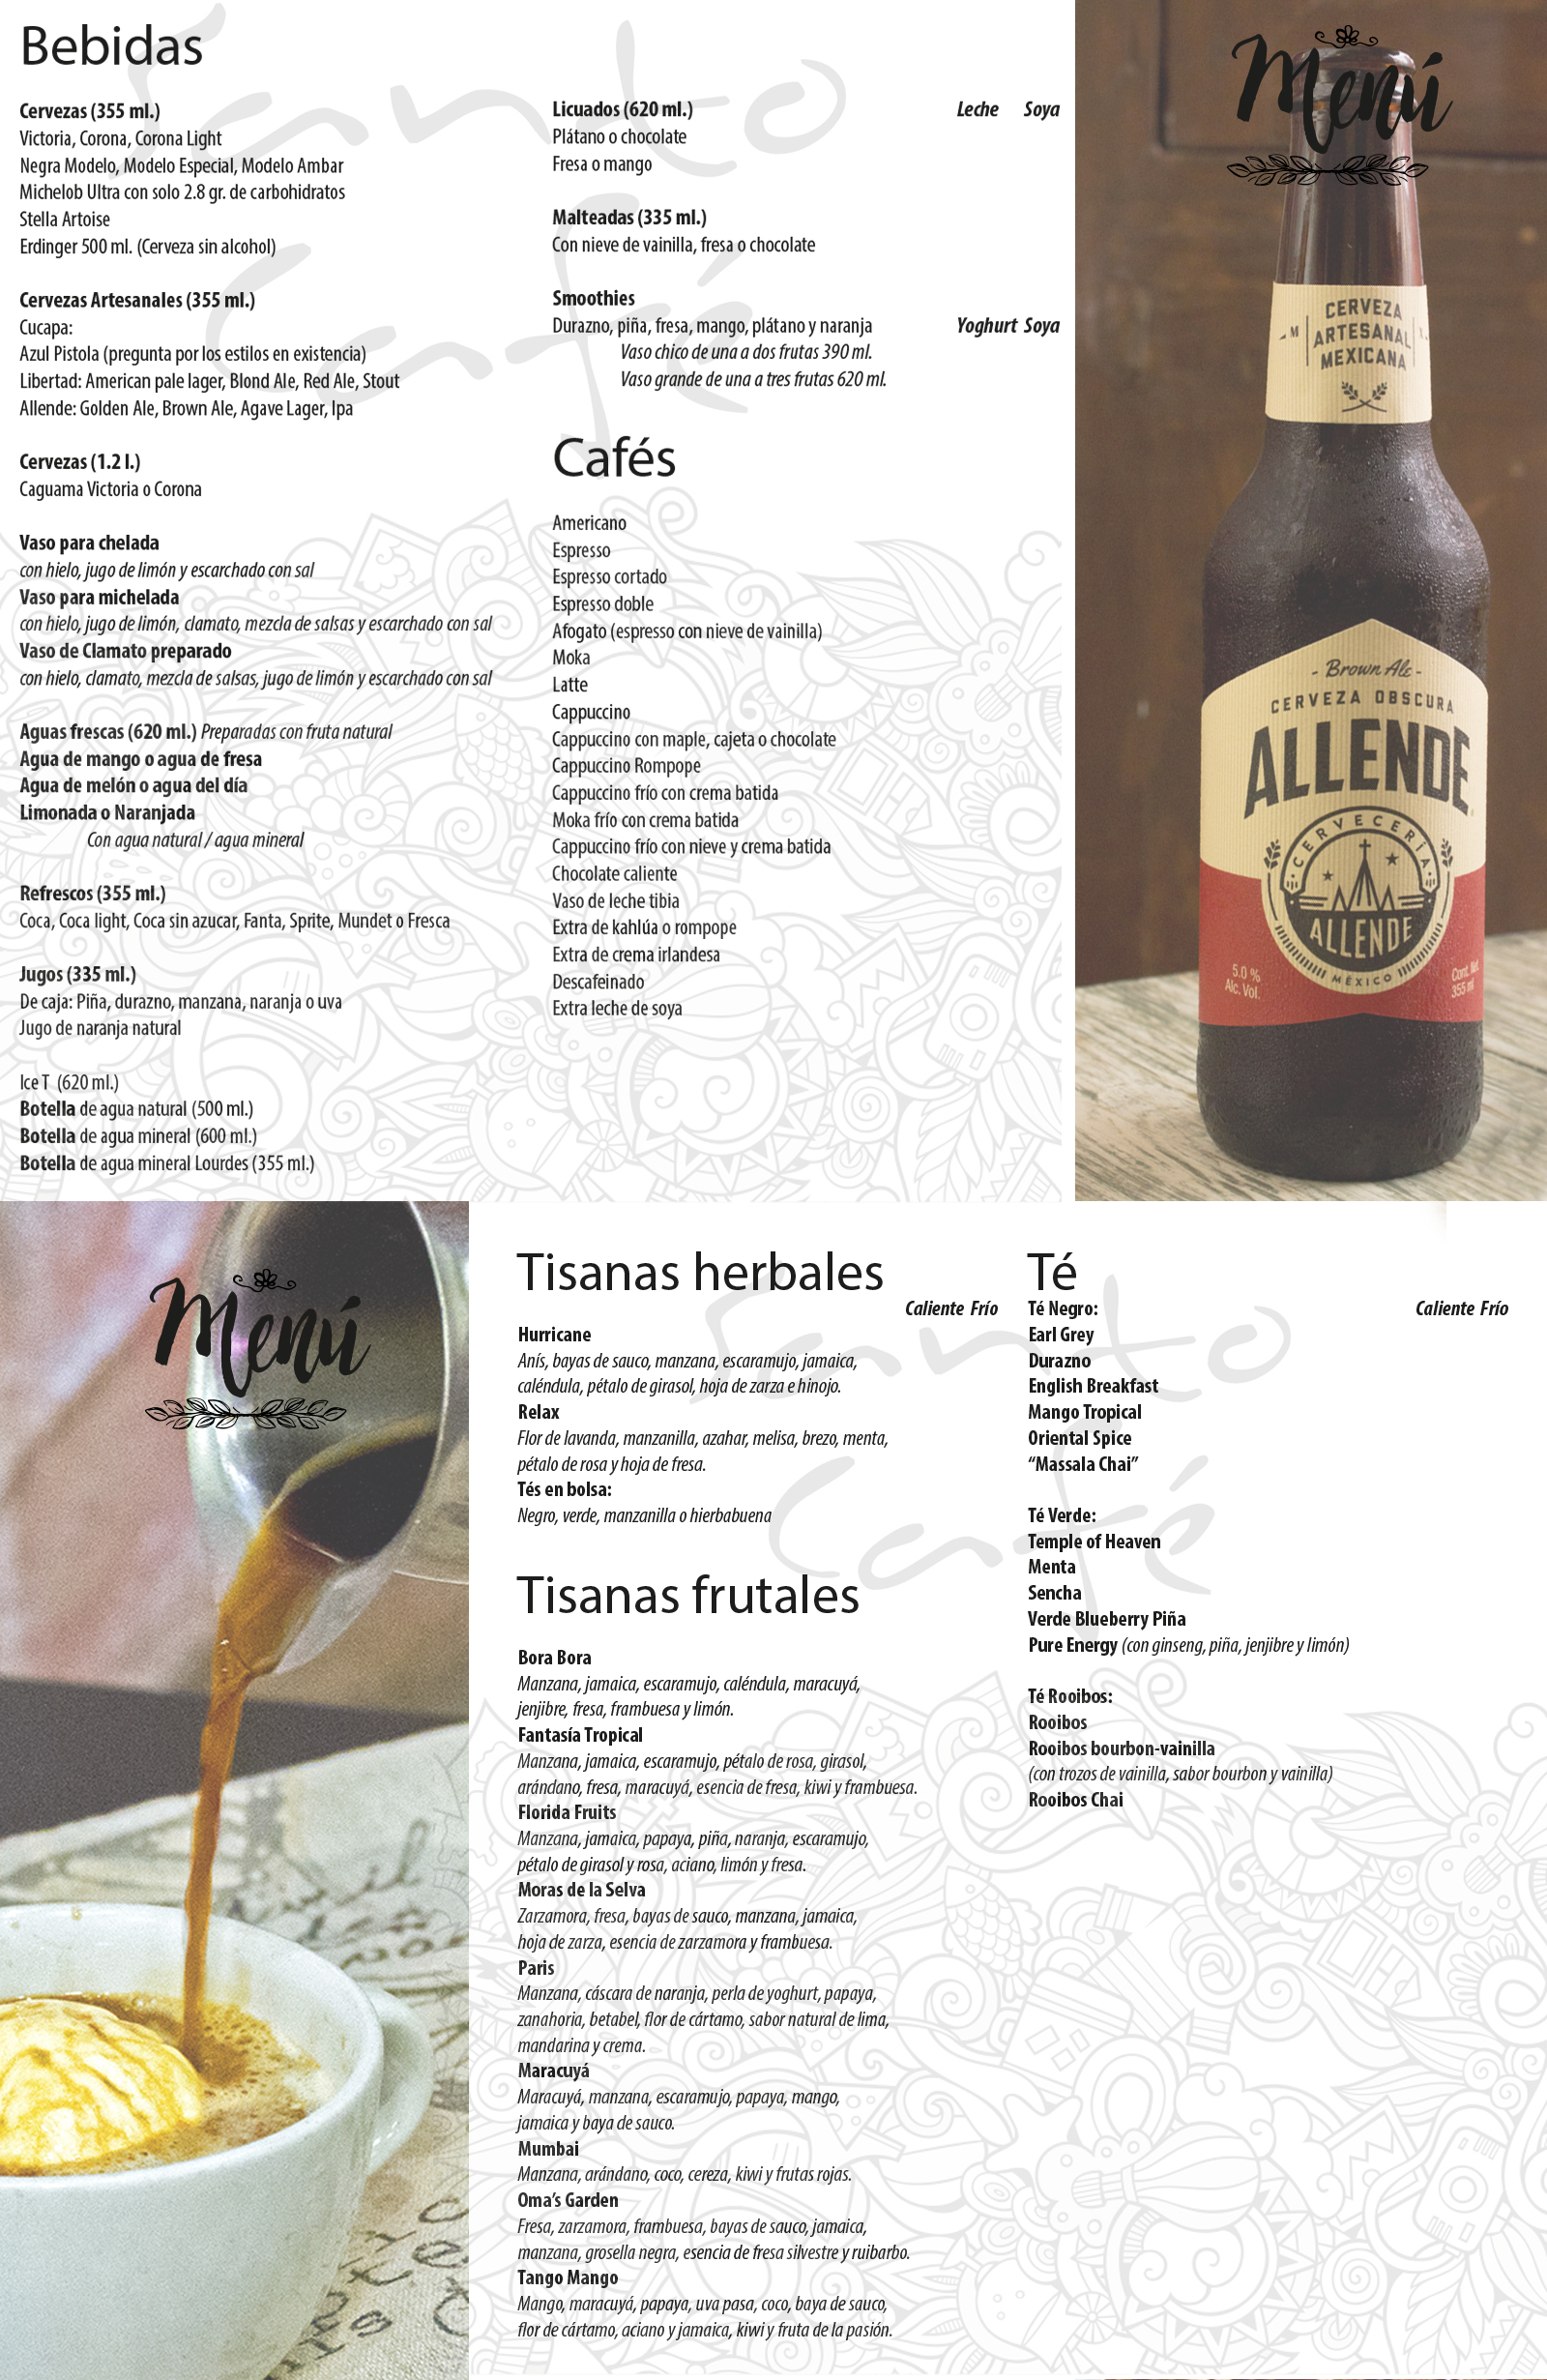 Bebidas
Cervezas (355 ml.)
Victoria, Corona, Corona Light
Negra Modelo, Modelo Especial, Modelo Ambar
Michelob Ultra con solo 2.8 gr. de carbohidratos
Stella Artoise
Erdinger 500 ml. (Cerveza sin alcohol)
Cervezas Artesanales (355 ml.)
Cucapa:
Azul Pistola (pregunta por los estilos en existencia)
Libertad: American pale lager, Blond Ale, Red Ale, Stout
Allende: Golden Ale, Brown Ale, Agave Lager, Ipa
Cervezas (1.2 l.)
Caguama Victoria o Corona
Vaso para chelada
con hielo, jugo de limón y escarchado con sal
Vaso para michelada
con hielo, jugo de limón, clamato, mezcla de salsas y escarchado con sal
Vaso de Clamato preparado
con hielo, clamato, mezcla de salsas, jugo de limón y escarchado con sal
Aguas frescas (620 ml.) Preparadas con fruta natural
Agua de mango o agua de fresa
Agua de melón o agua del día
Limonada o Naranjada
Con agua natural / agua mineral
Refrescos (355 ml.)
Coca, Coca light, Coca sin azucar, Fanta, Sprite, Mundet o Fresca
Jugos (335 ml.)
De caja: Piña, durazno, manzana, naranja o uva
Jugo de naranja natural
Ice T (620 ml.)
Botella de agua natural (500 ml.)
Botella de agua mineral (600 ml.)
Botella de agua mineral Lourdes (355 ml.)
Santo
Café
Licuados (620 ml.) Leche Soya
Plátano o chocolate
Fresa o mango
Malteadas (335 ml.)
Con nieve de vainilla, fresa o chocolate
Smoothies
Durazno, piña, fresa, mango, plátano y naranja Yoghurt Soya
Vaso chico de una a dos frutas 390 ml.
Vaso grande de una a tres frutas 620 ml.
Cafés
Americano
Espresso
Espresso cortado
Espresso doble
Afogato (espresso con nieve de vainilla)
Moka
Latte
Cappuccino
Cappuccino con maple, cajeta o chocolate
Cappuccino Rompope
Cappuccino frío con crema batida
Moka frío con crema batida
Cappuccino frío con nieve y crema batida
Chocolate caliente
Vaso de leche tibia
Extra de kahlúa o rompope
Extra de crema irlandesa
Descafeinado
Extra leche de soya
Menú
CERVEZA
ARTESANAL
MEXICANA
- Brown Ale -
CERVEZA OBSCURA
ALLENDE
CERVECERÍA
ALLENDE
MÉXICO
5.0 %
Alc. Vol.
Cont. Net
355 ml
Menú
Tisanas herbales
Caliente Frío
Hurricane
Anís, bayas de sauco, manzana, escaramujo, jamaica,
caléndula, pétalo de girasol, hoja de zarza e hinojo.
Relax
Flor de lavanda, manzanilla, azahar, melisa, brezo, menta,
pétalo de rosa y hoja de fresa.
Tés en bolsa:
Negro, verde, manzanilla o hierbabuena
Tisanas frutales
Bora Bora
Manzana, jamaica, escaramujo, caléndula, maracuyá,
jenjibre, fresa, frambuesa y limón.
Fantasía Tropical
Manzana, jamaica, escaramujo, pétalo de rosa, girasol,
arándano, fresa, maracuyá, esencia de fresa, kiwi y frambuesa.
Florida Fruits
Manzana, jamaica, papaya, piña, naranja, escaramujo,
pétalo de girasol y rosa, aciano, limón y fresa.
Moras de la Selva
Zarzamora, fresa, bayas de sauco, manzana, jamaica,
hoja de zarza, esencia de zarzamora y frambuesa.
Paris
Manzana, cáscara de naranja, perla de yoghurt, papaya,
zanahoria, betabel, flor de cártamo, sabor natural de lima,
mandarina y crema.
Maracuyá
Maracuyá, manzana, escaramujo, papaya, mango,
jamaica y baya de sauco.
Mumbai
Manzana, arándano, coco, cereza, kiwi y frutas rojas.
Oma's Garden
Fresa, zarzamora, frambuesa, bayas de sauco, jamaica,
manzana, grosella negra, esencia de fresa silvestre y ruibarbo.
Tango Mango
Mango, maracuyá, papaya, uva pasa, coco, baya de sauco,
flor de cártamo, aciano y jamaica, kiwi y fruta de la pasión.
Santo
Café
Té
Té Negro: Caliente Frío
Earl Grey
Durazno
English Breakfast
Mango Tropical
Oriental Spice
“Massala Chai”
Té Verde:
Temple of Heaven
Menta
Sencha
Verde Blueberry Piña
Pure Energy (con ginseng, piña, jenjibre y limón)
Té Rooibos:
Rooibos
Rooibos bourbon-vainilla
(con trozos de vainilla, sabor bourbon y vainilla)
Rooibos Chai